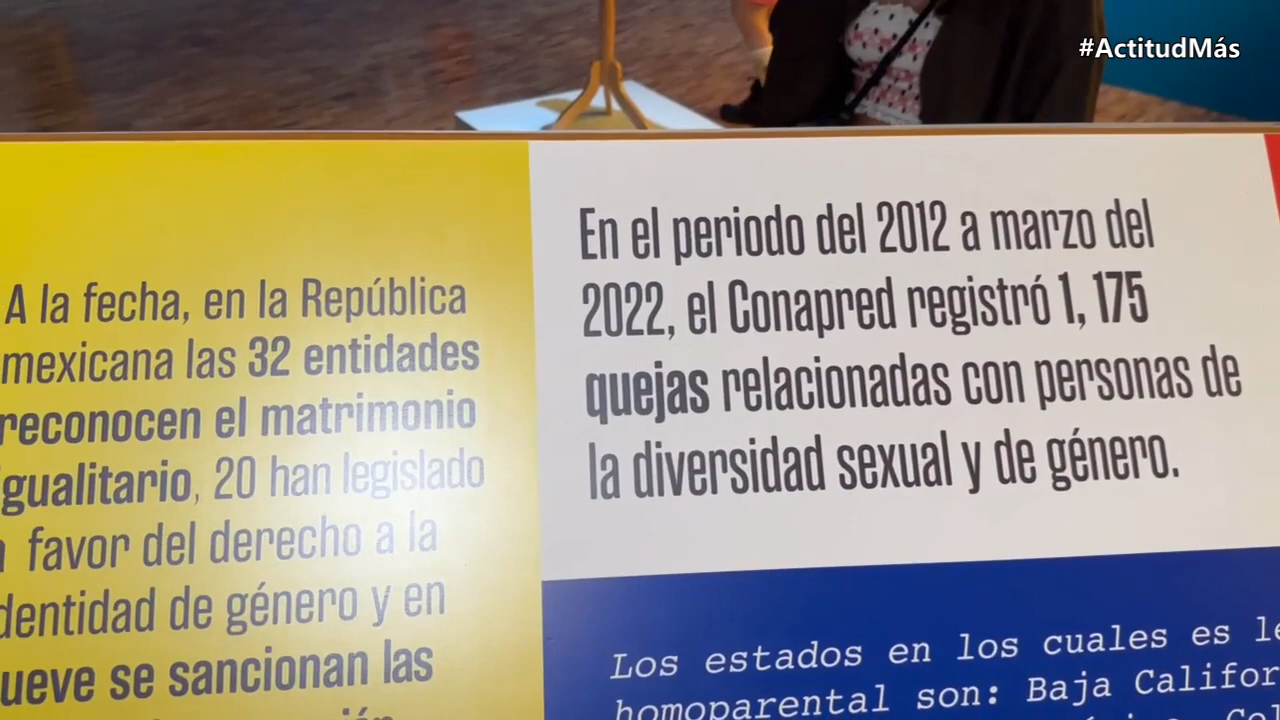 #ActitudMás
A la fecha, en la República
mexicana las 32 entidades
reconocen el matrimonio
gualitario, 20 han legislado
favor del derecho a la
dentidad de género y en
ueve se sancionan las
En el periodo del 2012 a marzo del
2022, el Conapred registró 1, 175
quejas relacionadas con personas de
la diversidad sexual y de género.
Los estados en los cuales es le
homoparental son: Baja Califor